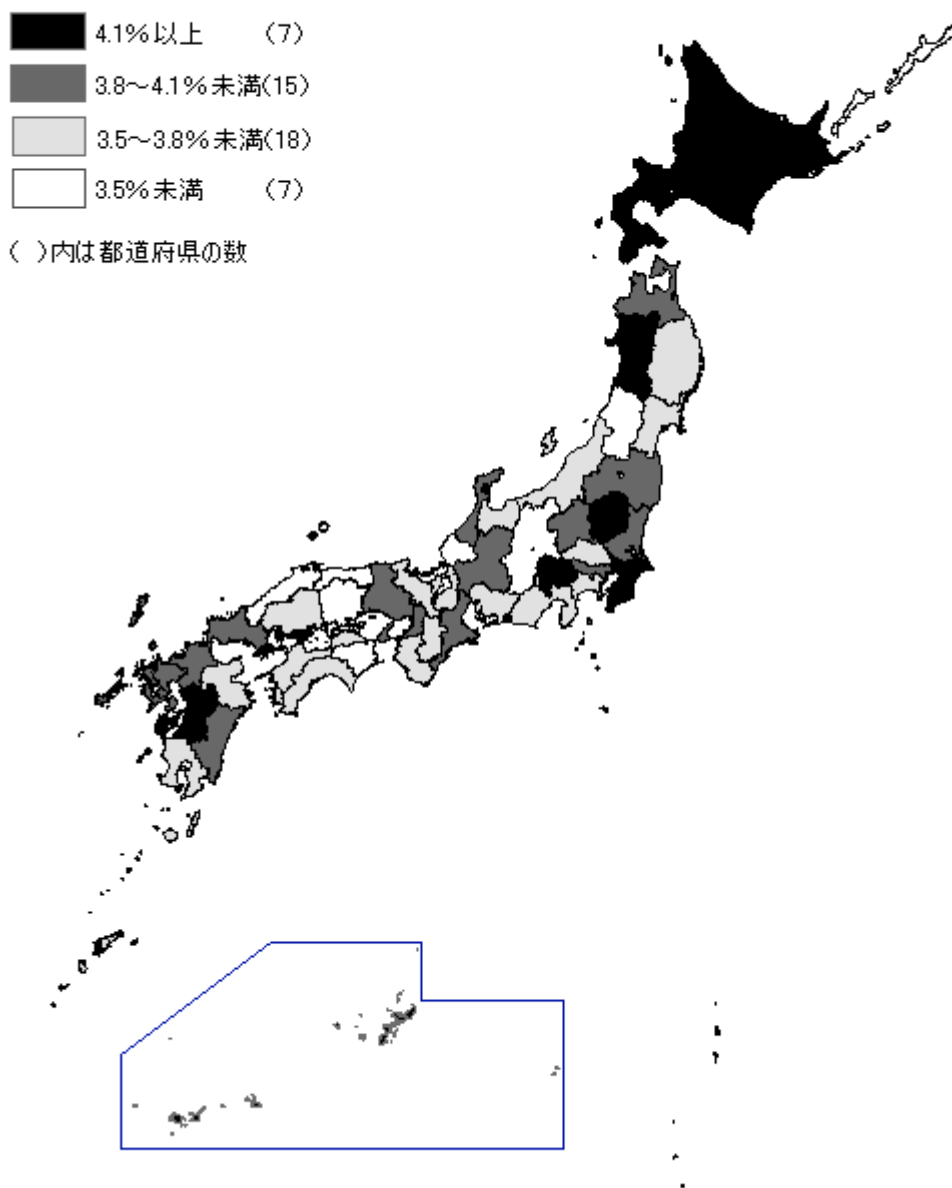 4.1%以上 (7)
3.8～4.1%未満(15)
3.5～3.8%未満(18)
3.5%未満 (7)
( )内は都道府県の数